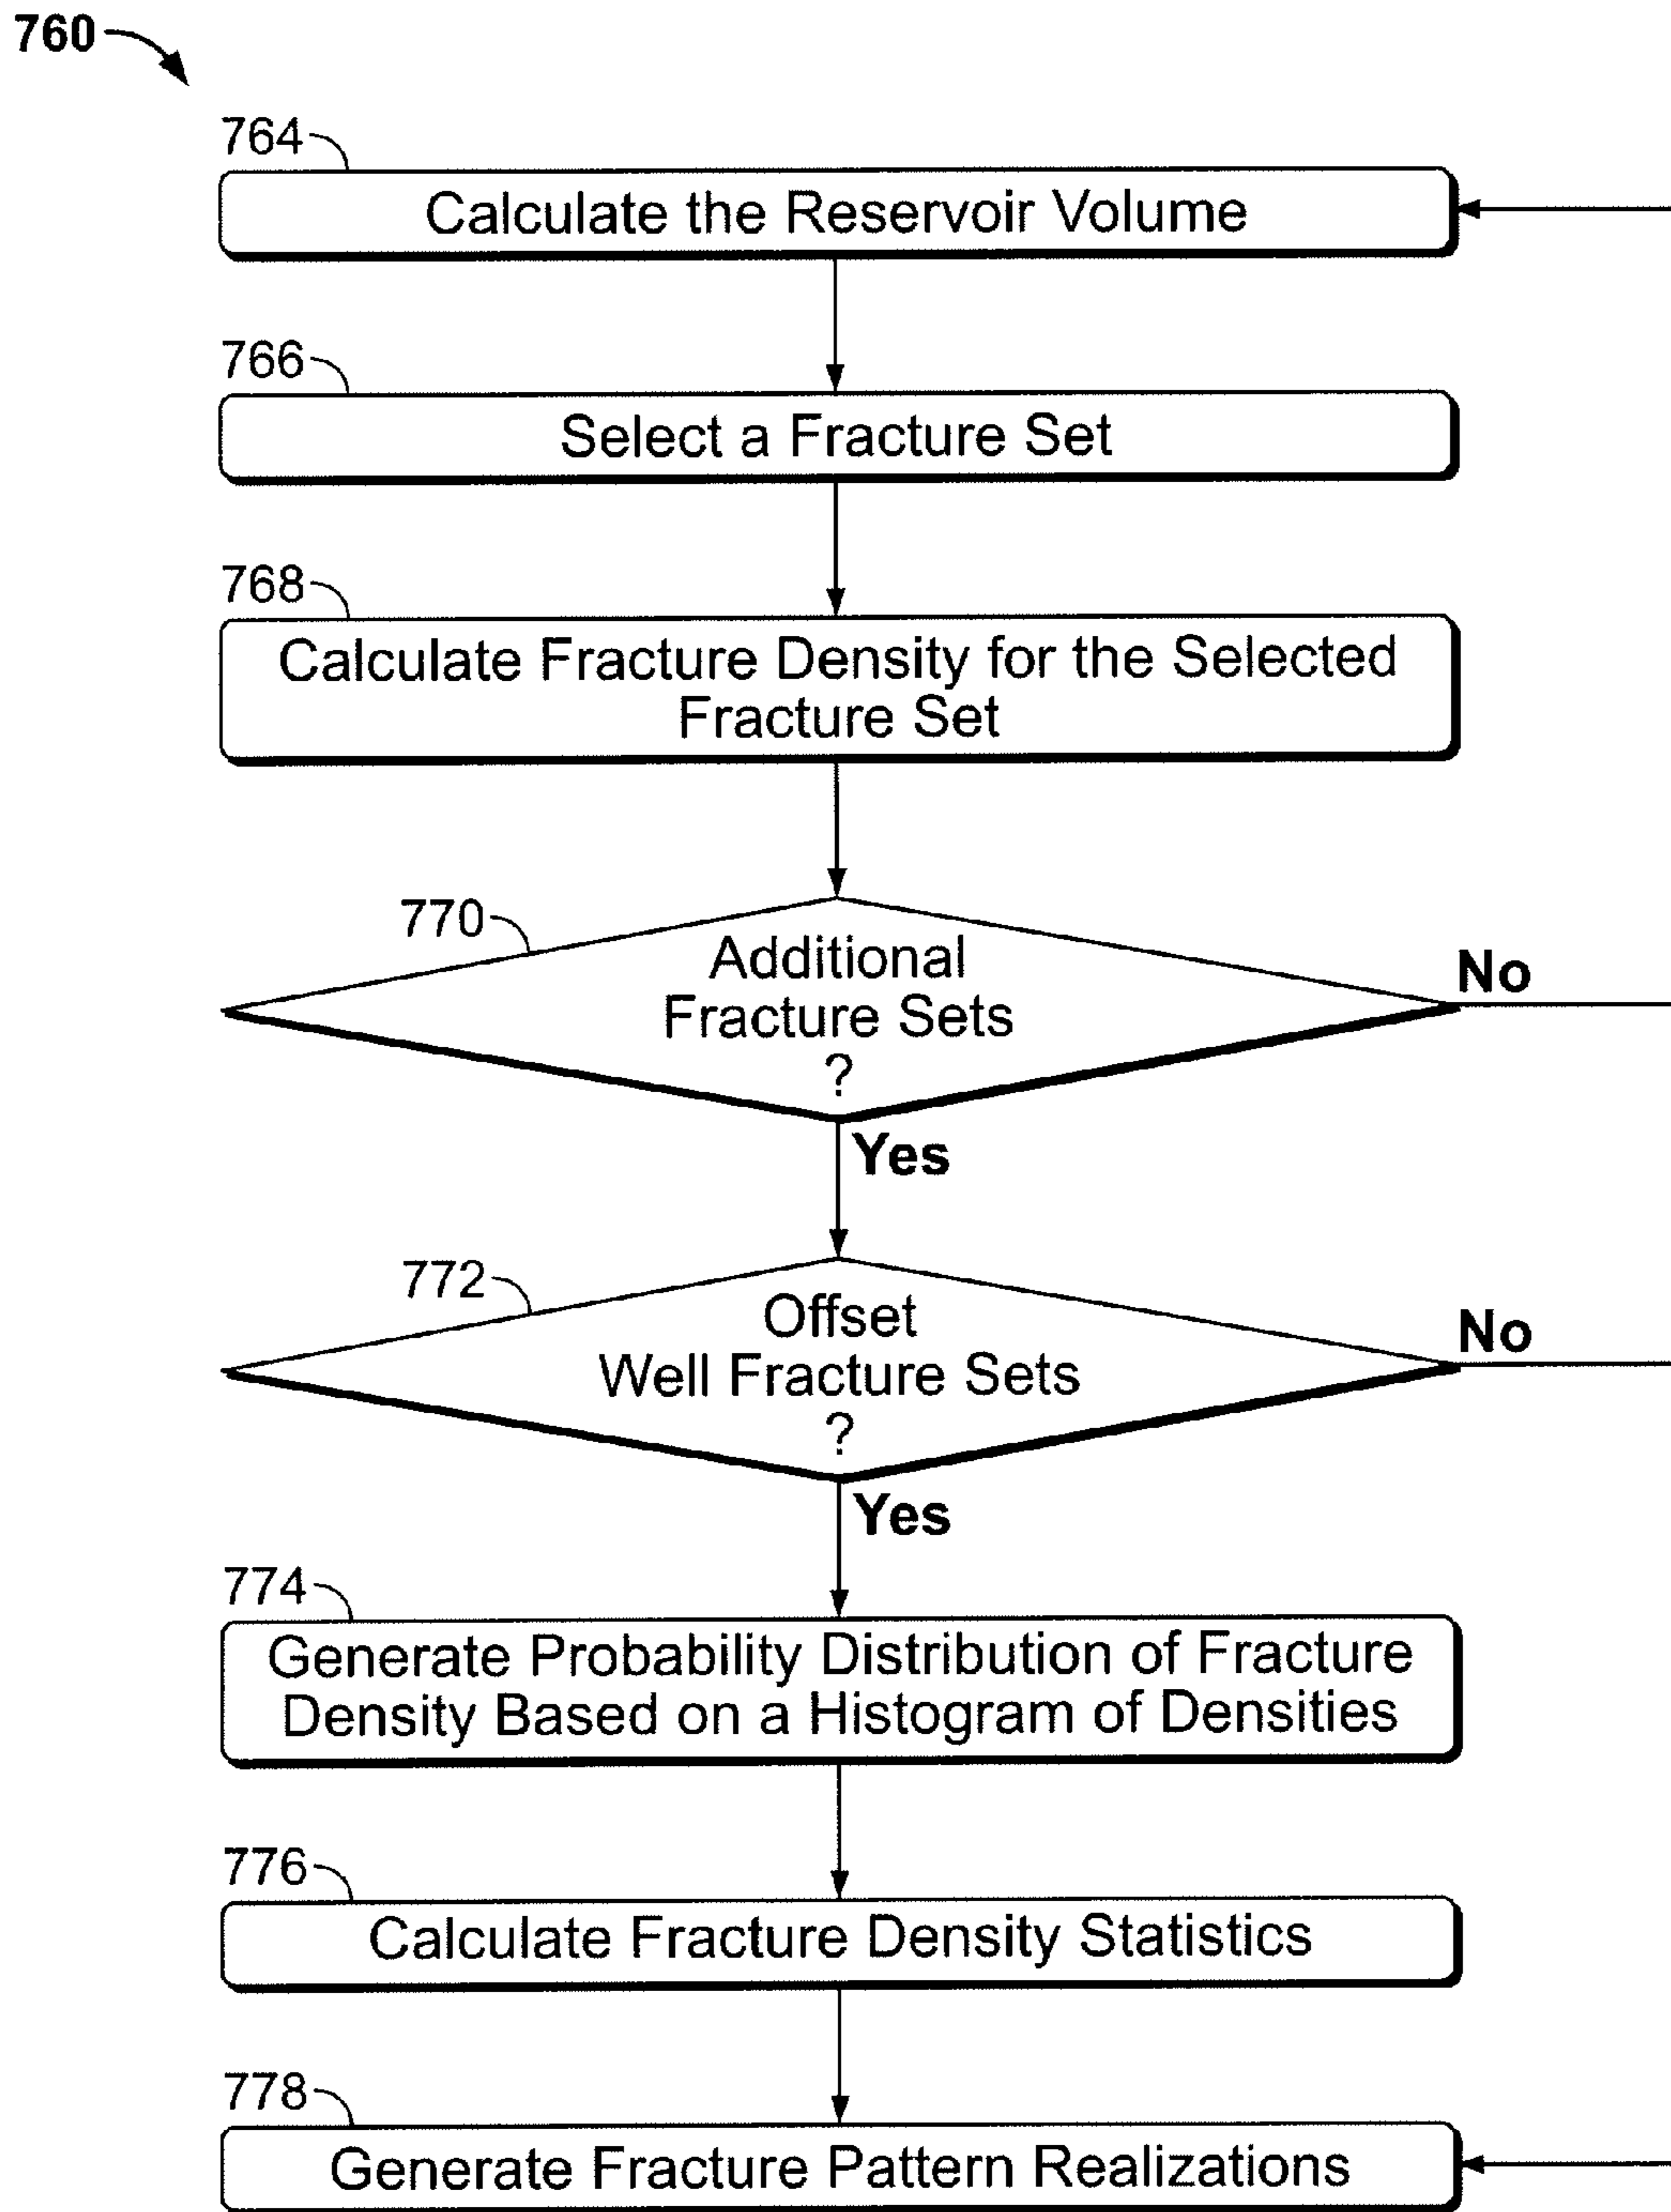 760
764
Calculate the Reservoir Volume
766
Select a Fracture Set
768
Calculate Fracture Density for the Selected
Fracture Set
770
Additional
Fracture Sets
?
No
Yes
772
Offset
Well Fracture Sets
?
No
Yes
774
Generate Probability Distribution of Fracture
Density Based on a Histogram of Densities
776
Calculate Fracture Density Statistics
778
Generate Fracture Pattern Realizations